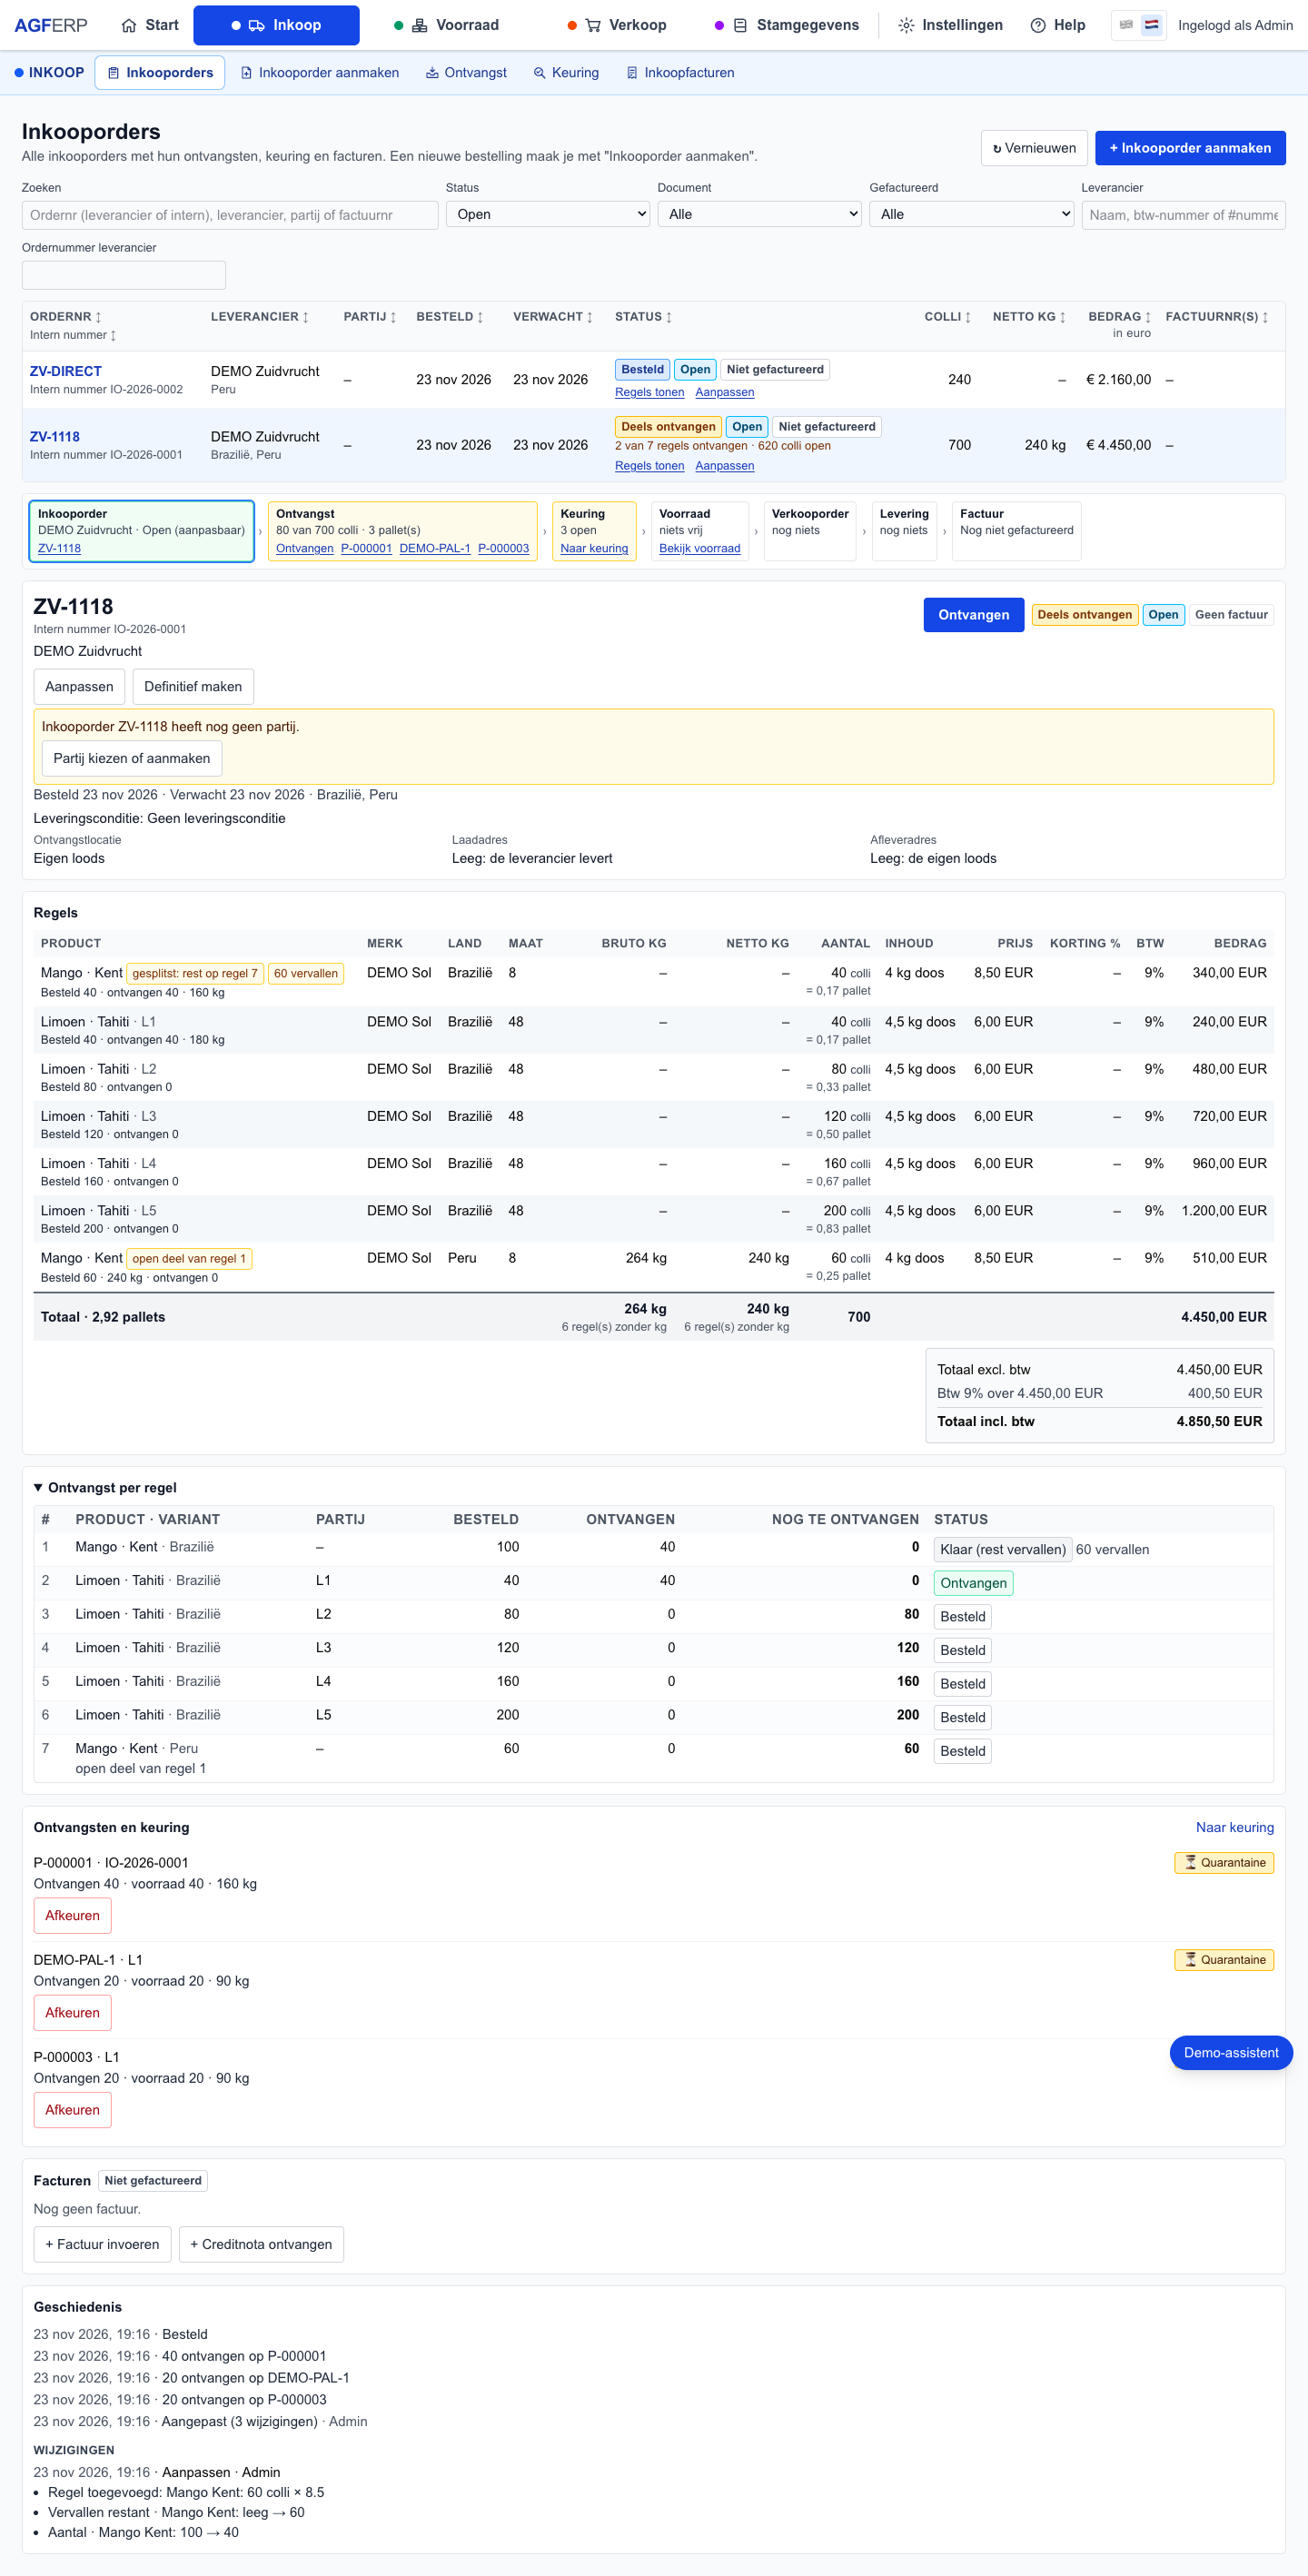 AGFERP Start Inkoop Voorraad Verkoop Stamgegevens Instellingen Help Ingelogd als Admin
INKOOP Inkooporders Inkooporder aanmaken Ontvangst Keuring Inkoopfacturen
Inkooporders
Alle inkooporders met hun ontvangsten, keuring en facturen. Een nieuwe bestelling maak je met "Inkooporder aanmaken".
↻ Vernieuwen + Inkooporder aanmaken
Zoeken Status Document Gefactureerd Leverancier
Ordernr (leverancier of intern), leverancier, partij of factuurnr Open Alle Alle Naam, btw-nummer of #numme
Ordernummer leverancier
ORDERNR ↕ LEVERANCIER ↕ PARTIJ ↕ BESTELD ↕ VERWACHT ↕ STATUS ↕ COLLI ↕ NETTO KG ↕ BEDRAG ↕ FACTUURNR(S) ↕
Intern nummer ↕ in euro
ZV-DIRECT DEMO Zuidvrucht – 23 nov 2026 23 nov 2026 Besteld Open Niet gefactureerd 240 – € 2.160,00 –
Intern nummer IO-2026-0002 Peru Regels tonen Aanpassen
ZV-1118 DEMO Zuidvrucht – 23 nov 2026 23 nov 2026 Deels ontvangen Open Niet gefactureerd 700 240 kg € 4.450,00 –
Intern nummer IO-2026-0001 Brazilië, Peru 2 van 7 regels ontvangen · 620 colli open
Regels tonen Aanpassen
Inkooporder › Ontvangst › Keuring › Voorraad › Verkooporder › Levering › Factuur
DEMO Zuidvrucht · Open (aanpasbaar) 80 van 700 colli · 3 pallet(s) 3 open niets vrij nog niets nog niets Nog niet gefactureerd
ZV-1118 Ontvangen P-000001 DEMO-PAL-1 P-000003 Naar keuring Bekijk voorraad
ZV-1118 Ontvangen Deels ontvangen Open Geen factuur
Intern nummer IO-2026-0001
DEMO Zuidvrucht
Aanpassen Definitief maken
Inkooporder ZV-1118 heeft nog geen partij.
Partij kiezen of aanmaken
Besteld 23 nov 2026 · Verwacht 23 nov 2026 · Brazilië, Peru
Leveringsconditie: Geen leveringsconditie
Ontvangstlocatie Laadadres Afleveradres
Eigen loods Leeg: de leverancier levert Leeg: de eigen loods
Regels
PRODUCT MERK LAND MAAT BRUTO KG NETTO KG AANTAL INHOUD PRIJS KORTING % BTW BEDRAG
Mango · Kent gesplitst: rest op regel 7 60 vervallen DEMO Sol Brazilië 8 – – 40 colli 4 kg doos 8,50 EUR – 9% 340,00 EUR
Besteld 40 · ontvangen 40 · 160 kg = 0,17 pallet
Limoen · Tahiti · L1 DEMO Sol Brazilië 48 – – 40 colli 4,5 kg doos 6,00 EUR – 9% 240,00 EUR
Besteld 40 · ontvangen 40 · 180 kg = 0,17 pallet
Limoen · Tahiti · L2 DEMO Sol Brazilië 48 – – 80 colli 4,5 kg doos 6,00 EUR – 9% 480,00 EUR
Besteld 80 · ontvangen 0 = 0,33 pallet
Limoen · Tahiti · L3 DEMO Sol Brazilië 48 – – 120 colli 4,5 kg doos 6,00 EUR – 9% 720,00 EUR
Besteld 120 · ontvangen 0 = 0,50 pallet
Limoen · Tahiti · L4 DEMO Sol Brazilië 48 – – 160 colli 4,5 kg doos 6,00 EUR – 9% 960,00 EUR
Besteld 160 · ontvangen 0 = 0,67 pallet
Limoen · Tahiti · L5 DEMO Sol Brazilië 48 – – 200 colli 4,5 kg doos 6,00 EUR – 9% 1.200,00 EUR
Besteld 200 · ontvangen 0 = 0,83 pallet
Mango · Kent open deel van regel 1 DEMO Sol Peru 8 264 kg 240 kg 60 colli 4 kg doos 8,50 EUR – 9% 510,00 EUR
Besteld 60 · 240 kg · ontvangen 0 = 0,25 pallet
Totaal · 2,92 pallets 264 kg 240 kg 700 4.450,00 EUR
6 regel(s) zonder kg 6 regel(s) zonder kg
Totaal excl. btw 4.450,00 EUR
Btw 9% over 4.450,00 EUR 400,50 EUR
Totaal incl. btw 4.850,50 EUR
▼ Ontvangst per regel
# PRODUCT · VARIANT PARTIJ BESTELD ONTVANGEN NOG TE ONTVANGEN STATUS
1 Mango · Kent · Brazilië – 100 40 0 Klaar (rest vervallen) 60 vervallen
2 Limoen · Tahiti · Brazilië L1 40 40 0 Ontvangen
3 Limoen · Tahiti · Brazilië L2 80 0 80 Besteld
4 Limoen · Tahiti · Brazilië L3 120 0 120 Besteld
5 Limoen · Tahiti · Brazilië L4 160 0 160 Besteld
6 Limoen · Tahiti · Brazilië L5 200 0 200 Besteld
7 Mango · Kent · Peru – 60 0 60 Besteld
open deel van regel 1
Ontvangsten en keuring Naar keuring
P-000001 · IO-2026-0001 Quarantaine
Ontvangen 40 · voorraad 40 · 160 kg
Afkeuren
DEMO-PAL-1 · L1 Quarantaine
Ontvangen 20 · voorraad 20 · 90 kg
Afkeuren
Demo-assistent
P-000003 · L1
Ontvangen 20 · voorraad 20 · 90 kg
Afkeuren
Facturen Niet gefactureerd
Nog geen factuur.
+ Factuur invoeren + Creditnota ontvangen
Geschiedenis
23 nov 2026, 19:16 · Besteld
23 nov 2026, 19:16 · 40 ontvangen op P-000001
23 nov 2026, 19:16 · 20 ontvangen op DEMO-PAL-1
23 nov 2026, 19:16 · 20 ontvangen op P-000003
23 nov 2026, 19:16 · Aangepast (3 wijzigingen) · Admin
WIJZIGINGEN
23 nov 2026, 19:16 · Aanpassen · Admin
• Regel toegevoegd: Mango Kent: 60 colli × 8.5
• Vervallen restant · Mango Kent: leeg → 60
• Aantal · Mango Kent: 100 → 40